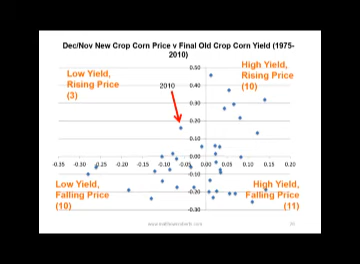 Dec/Nov New Crop Corn Price v Final Old Crop Corn Yield (1975-
2010)
Low Yield,
Rising Price
(3)
2010
High Yield,
Rising Price
(10)
0.50
0.40
0.30
0.20
0.10
0.00
-0.10
-0.20
-0.30
-0.35 -0.30 -0.25 -0.20 -0.15 -0.10 -0.05 0.00 0.05 0.10 0.15 0.20
Low Yield,
Falling Price
(10)
High Yield,
Falling Price
(11)